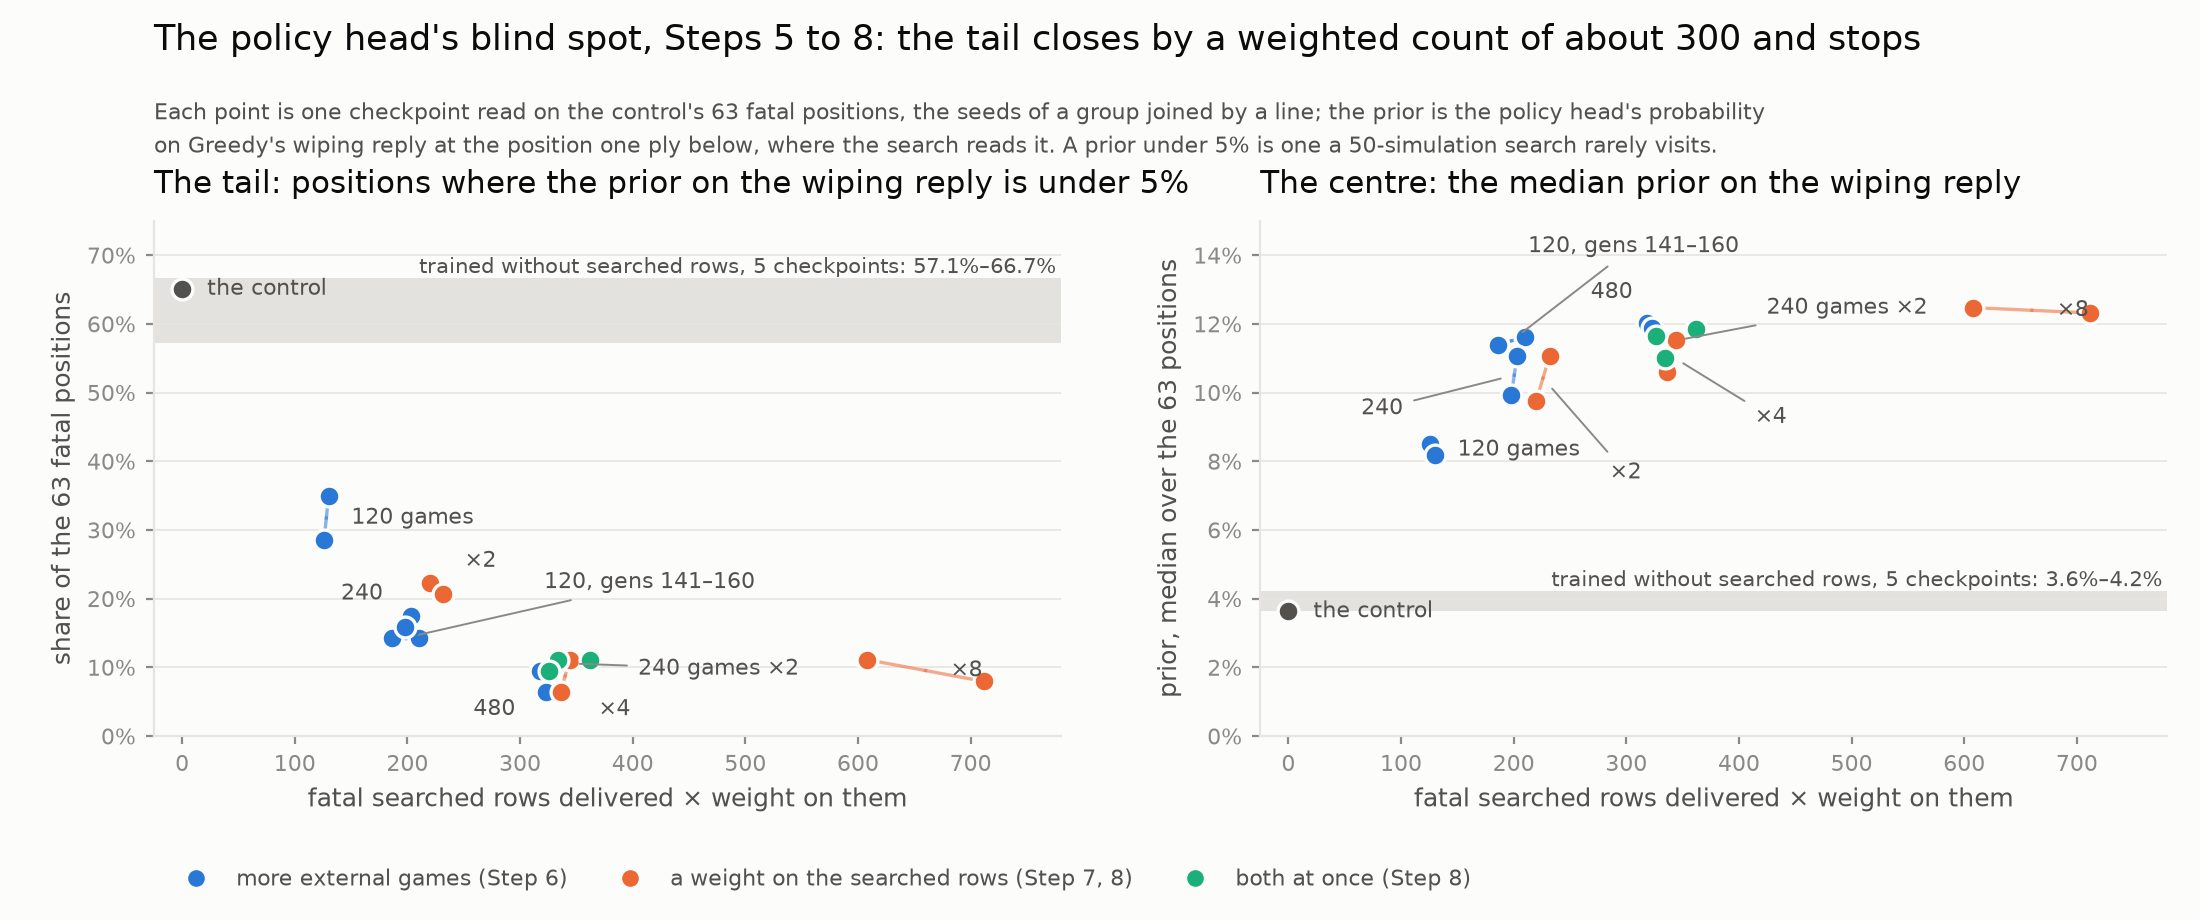 The policy head's blind spot, Steps 5 to 8: the tail closes by a weighted count of about 300 and stops
Each point is one checkpoint read on the control's 63 fatal positions, the seeds of a group joined by a line; the prior is the policy head's probability
on Greedy's wiping reply at the position one ply below, where the search reads it. A prior under 5% is one a 50-simulation search rarely visits.
The tail: positions where the prior on the wiping reply is under 5%
share of the 63 fatal positions
70%
60%
50%
40%
30%
20%
10%
0%
trained without searched rows, 5 checkpoints: 57.1%–66.7%
the control
120 games
×2
240
120, gens 141–160
240 games ×2
×8
480
×4
0
100
200
300
400
500
600
700
fatal searched rows delivered × weight on them
The centre: the median prior on the wiping reply
prior, median over the 63 positions
14%
12%
10%
8%
6%
4%
2%
0%
120, gens 141–160
480
240 games ×2
×8
240
×4
120 games
×2
trained without searched rows, 5 checkpoints: 3.6%–4.2%
the control
0
100
200
300
400
500
600
700
fatal searched rows delivered × weight on them
more external games (Step 6)
a weight on the searched rows (Step 7, 8)
both at once (Step 8)